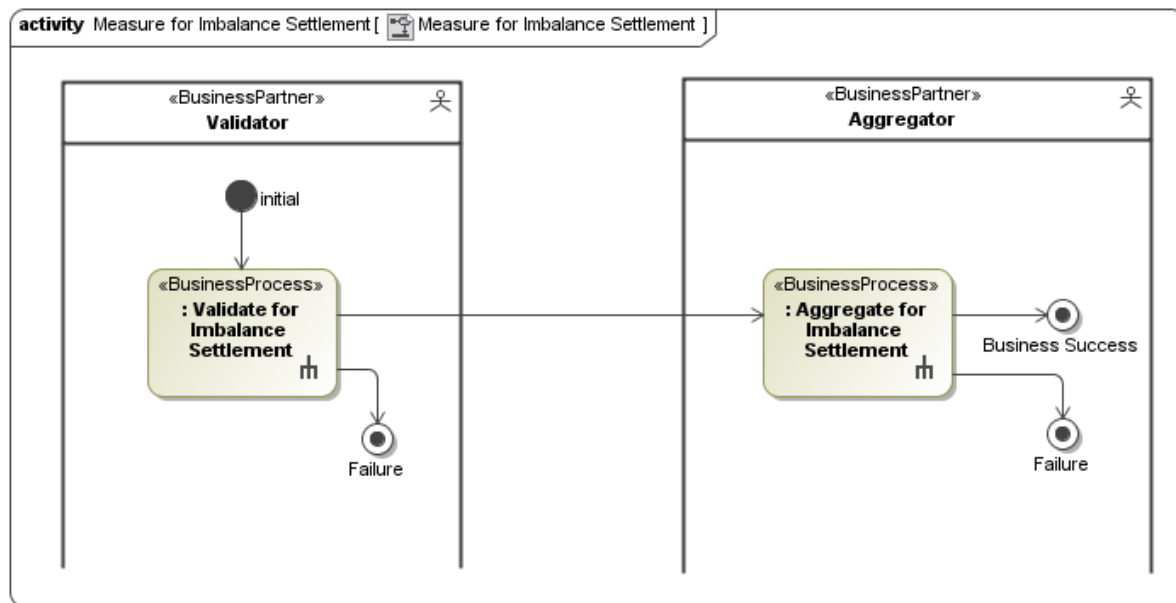 activity Measure for Imbalance Settlement [ Measure for Imbalance Settlement ]
«BusinessPartner»
Validator
«BusinessPartner»
Aggregator
initial
«BusinessProcess»
: Validate for
Imbalance
Settlement
«BusinessProcess»
: Aggregate for
Imbalance
Settlement
Business Success
Failure
Failure